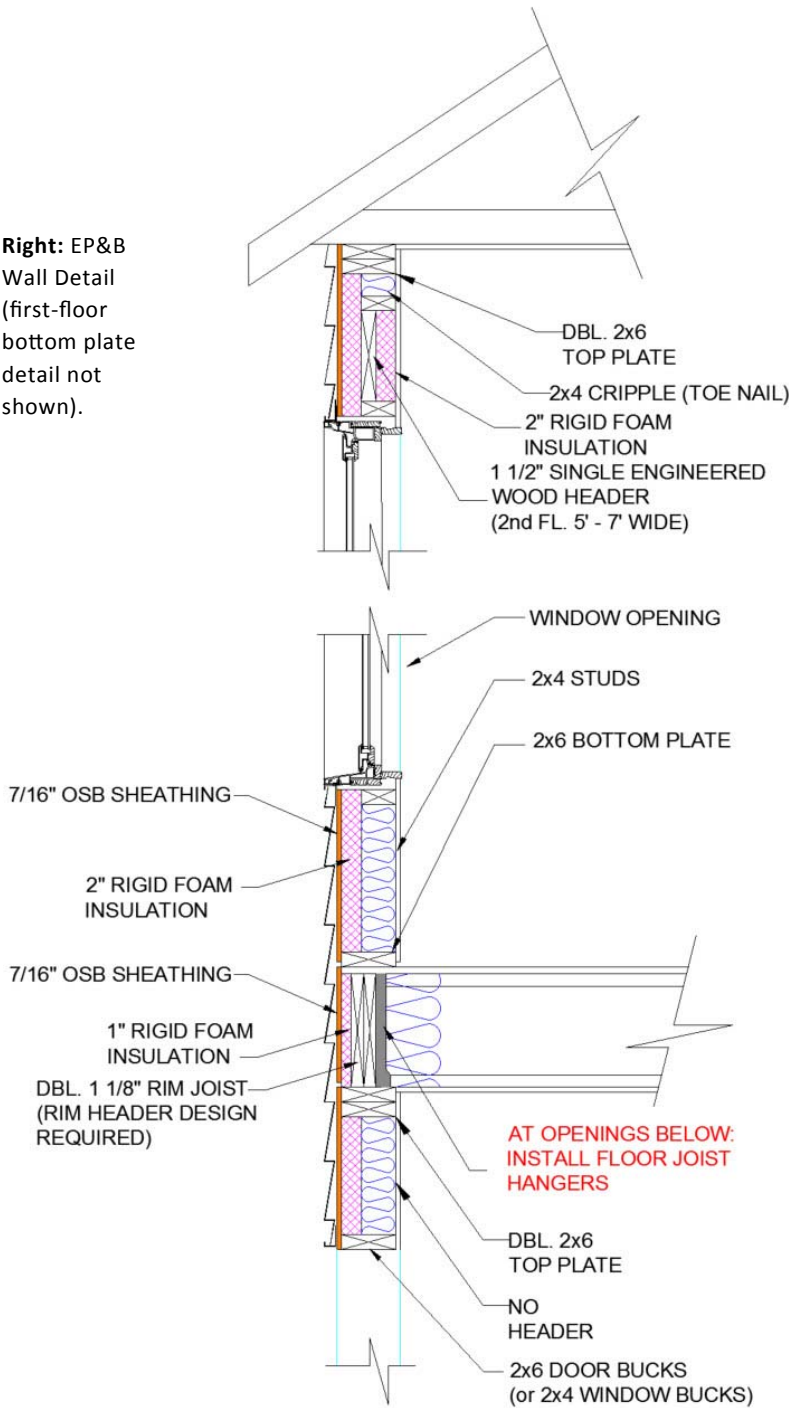 Right: EP&B
Wall Detail
(first-floor
bottom plate
detail not
shown).
DBL. 2x6
TOP PLATE
2x4 CRIPPLE (TOE NAIL)
2" RIGID FOAM
INSULATION
1 1/2" SINGLE ENGINEERED
WOOD HEADER
(2nd FL. 5' - 7' WIDE)
WINDOW OPENING
2x4 STUDS
2x6 BOTTOM PLATE
7/16" OSB SHEATHING
2" RIGID FOAM
INSULATION
7/16" OSB SHEATHING
1" RIGID FOAM
INSULATION
DBL. 1 1/8" RIM JOIST
(RIM HEADER DESIGN
REQUIRED)
AT OPENINGS BELOW:
INSTALL FLOOR JOIST
HANGERS
DBL. 2x6
TOP PLATE
NO
HEADER
2x6 DOOR BUCKS
(or 2x4 WINDOW BUCKS)